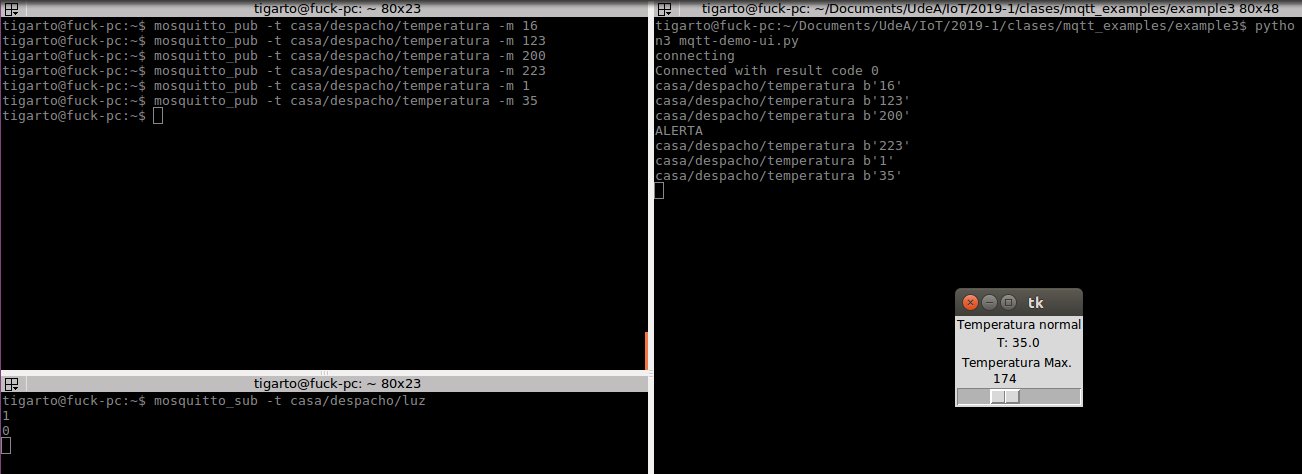 tigarto@fuck-pc: ~ 80x23
tigarto@fuck-pc:~$ mosquitto_pub -t casa/despacho/temperatura -m 16
tigarto@fuck-pc:~$ mosquitto_pub -t casa/despacho/temperatura -m 123
tigarto@fuck-pc:~$ mosquitto_pub -t casa/despacho/temperatura -m 200
tigarto@fuck-pc:~$ mosquitto_pub -t casa/despacho/temperatura -m 223
tigarto@fuck-pc:~$ mosquitto_pub -t casa/despacho/temperatura -m 1
tigarto@fuck-pc:~$ mosquitto_pub -t casa/despacho/temperatura -m 35
tigarto@fuck-pc:~$
tigarto@fuck-pc: ~ 80x23
tigarto@fuck-pc:~$ mosquitto_sub -t casa/despacho/luz
1
0
tigarto@fuck-pc: ~/Documents/UdeA/IoT/2019-1/clases/mqtt_examples/example3 80x48
tigarto@fuck-pc:~/Documents/UdeA/IoT/2019-1/clases/mqtt_examples/example3$ pytho
n3 mqtt-demo-ui.py
connecting
Connected with result code 0
casa/despacho/temperatura b'16'
casa/despacho/temperatura b'123'
casa/despacho/temperatura b'200'
ALERTA
casa/despacho/temperatura b'223'
casa/despacho/temperatura b'1'
casa/despacho/temperatura b'35'
tk
Temperatura normal
T: 35.0
Temperatura Max.
174